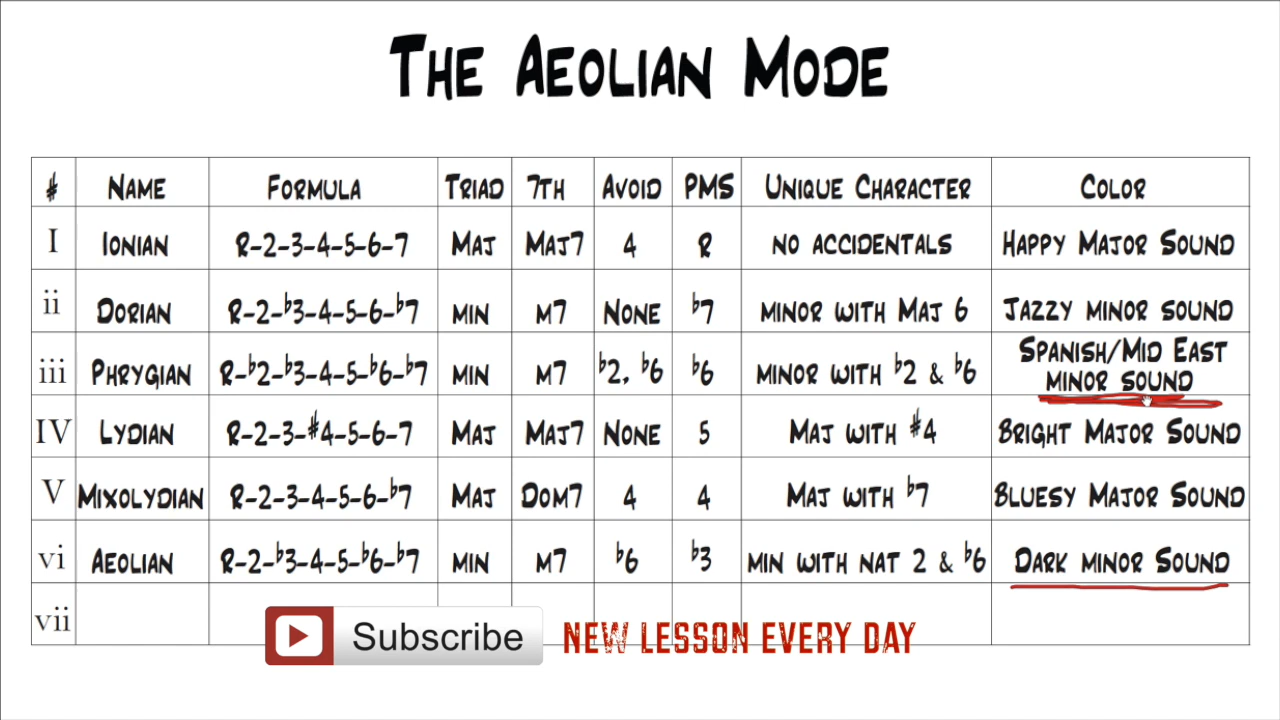 The Aeolian Mode
# Name Formula Triad 7th Avoid PMS Unique Character Color
I Ionian R-2-3-4-5-6-7 Maj Maj7 4 R no accidentals Happy Major Sound
ii Dorian R-2-♭3-4-5-6-♭7 min m7 None ♭7 minor with Maj 6 Jazzy minor sound
iii Phrygian R-♭2-♭3-4-5-♭6-♭7 min m7 ♭2, ♭6 ♭6 minor with ♭2 & ♭6 Spanish/Mid East
minor sound
IV Lydian R-2-3-#4-5-6-7 Maj Maj7 None 5 Maj with #4 Bright Major Sound
V Mixolydian R-2-3-4-5-6-♭7 Maj Dom7 4 4 Maj with ♭7 Bluesy Major Sound
vi Aeolian R-2-♭3-4-5-♭6-♭7 min m7 ♭6 ♭3 min with nat 2 & ♭6 Dark minor Sound
vii
Subscribe NEW LESSON EVERY DAY